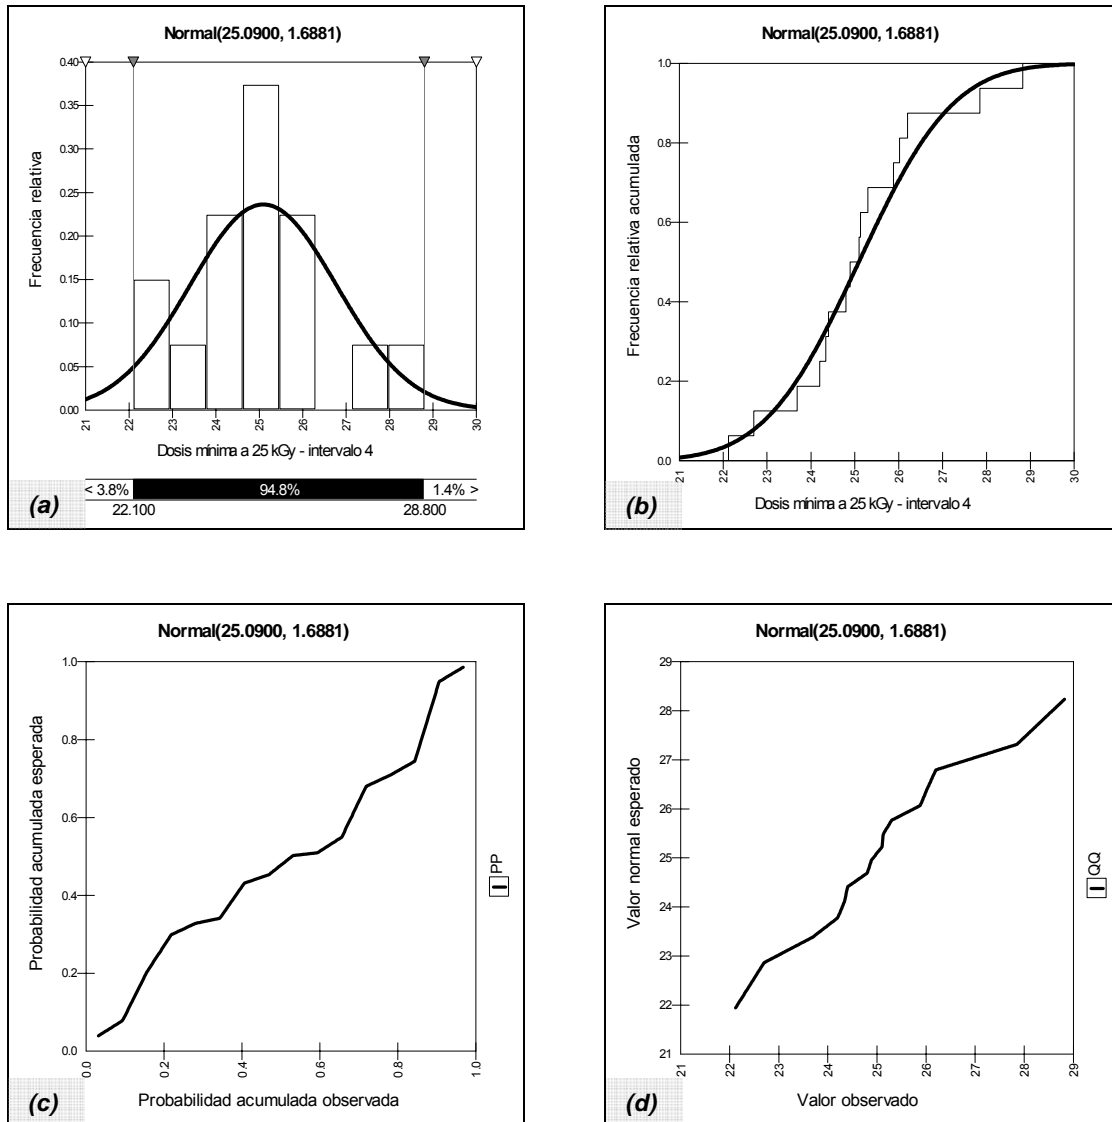 Normal(25.0900, 1.6881)
Frecuencia relativa
0.40
0.35
0.30
0.25
0.20
0.15
0.10
0.05
0.00
21 22 23 24 25 26 27 28 29 30
Dosis mínima a 25 kGy - intervalo 4
< 3.8% 94.8% 1.4% >
22.100 28.800
(a)
Normal(25.0900, 1.6881)
Frecuencia relativa acumulada
1.0
0.8
0.6
0.4
0.2
0.0
21 22 23 24 25 26 27 28 29 30
Dosis mínima a 25 kGy - intervalo 4
(b)
Normal(25.0900, 1.6881)
Probabilidad acumulada esperada
1.0
0.8
0.6
0.4
0.2
0.0
0.0 0.2 0.4 0.6 0.8 1.0
Probabilidad acumulada observada
PP
(c)
Normal(25.0900, 1.6881)
Valor normal esperado
29
28
27
26
25
24
23
22
21
21 22 23 24 25 26 27 28 29
Valor observado
QQ
(d)